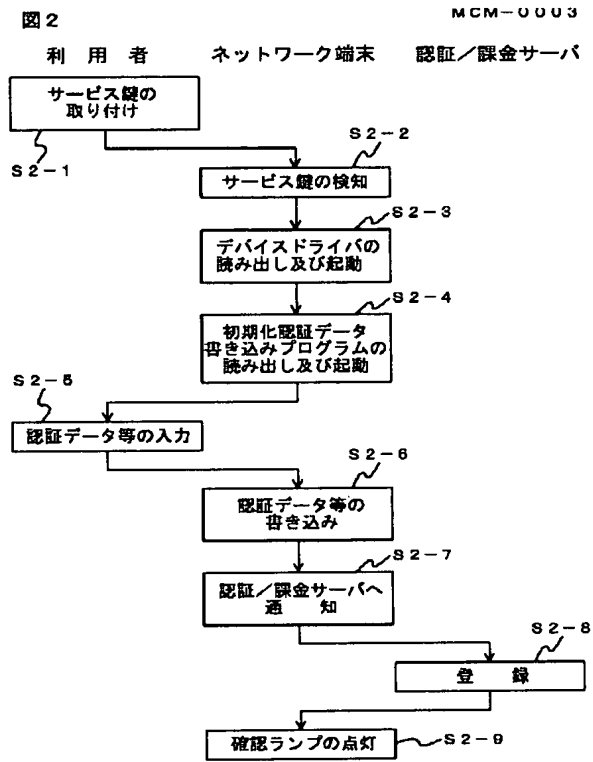 図2
MCM-0003
利 用 者 ネットワーク端末 認証／課金サーバ
サービス鍵の
取り付け
S2-1
S2-2
サービス鍵の検知
S2-3
デバイスドライバの
読み出し及び起動
S2-4
初期化認証データ
書き込みプログラムの
読み出し及び起動
S2-5
認証データ等の入力
S2-6
認証データ等の
書き込み
S2-7
認証／課金サーバへ
通 知
S2-8
登 録
確認ランプの点灯
S2-9